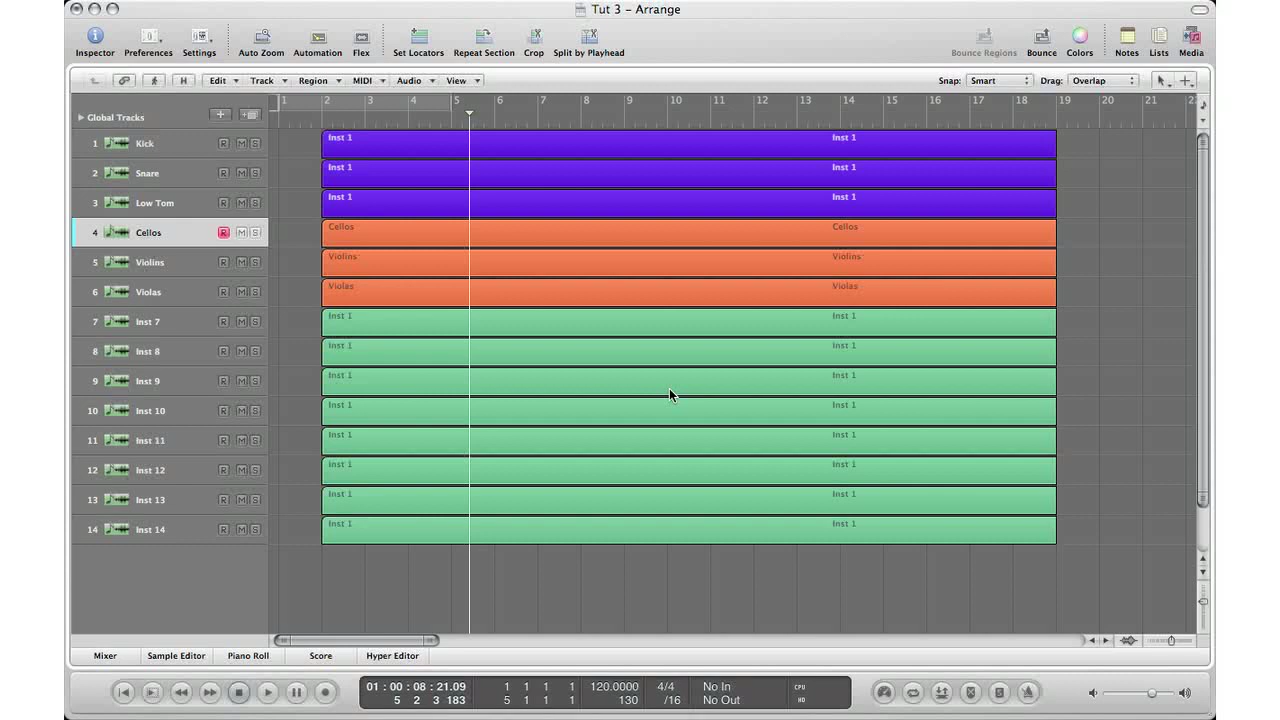 Tut 3 – Arrange
Inspector Preferences Settings Auto Zoom Automation Flex Set Locators Repeat Section Crop Split by Playhead Bounce Regions Bounce Colors Notes Lists Media
H Edit Track Region MIDI Audio View Snap: Smart Drag: Overlap
1 2 3 4 5 6 7 8 9 10 11 12 13 14 15 16 17 18 19 20 21
Global Tracks
1 Kick R M S Inst 1 Inst 1
2 Snare R M S Inst 1 Inst 1
3 Low Tom R M S Inst 1 Inst 1
4 Cellos R M S Cellos Cellos
5 Violins R M S Violins Violins
6 Violas R M S Violas Violas
7 Inst 7 R M S Inst 1 Inst 1
8 Inst 8 R M S Inst 1 Inst 1
9 Inst 9 R M S Inst 1 Inst 1
10 Inst 10 R M S Inst 1 Inst 1
11 Inst 11 R M S Inst 1 Inst 1
12 Inst 12 R M S Inst 1 Inst 1
13 Inst 13 R M S Inst 1 Inst 1
14 Inst 14 R M S Inst 1 Inst 1
Mixer Sample Editor Piano Roll Score Hyper Editor
01 : 00 : 08 : 21.09 1 1 1 1 120.0000 4/4 No In CPU
5 2 3 183 5 1 1 1 130 /16 No Out HD